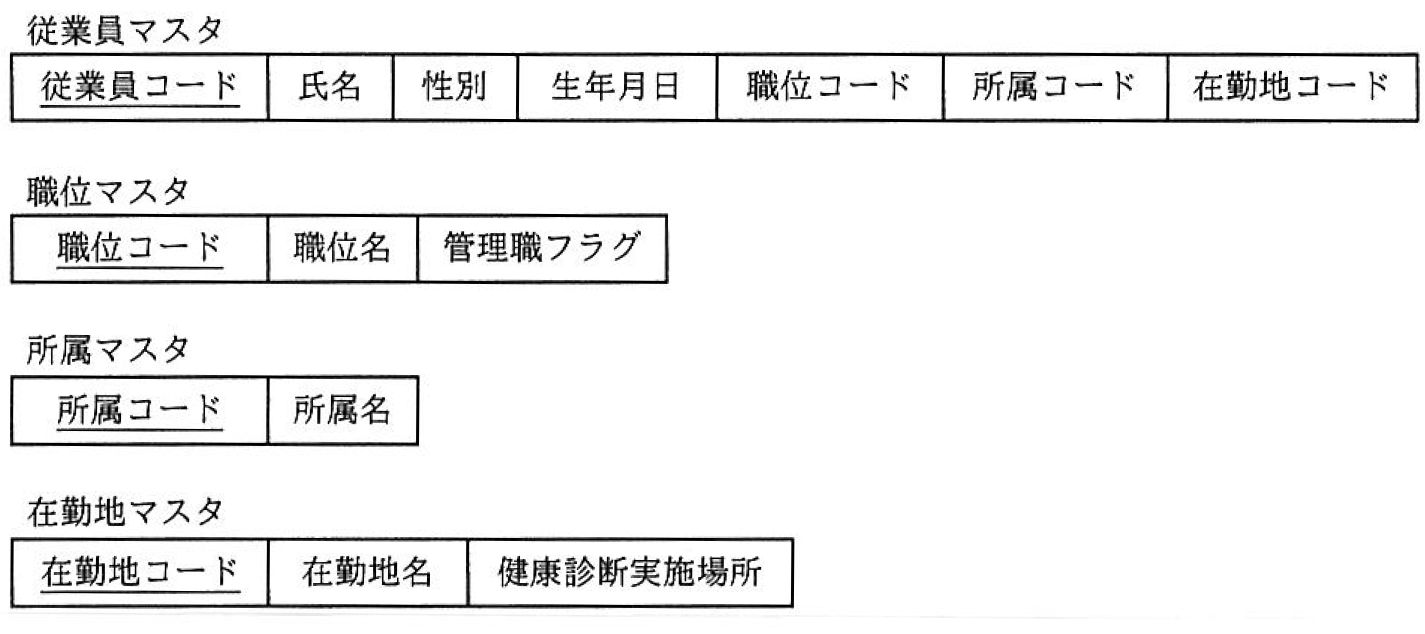 従業員マスタ
従業員コード 氏名 性別 生年月日 職位コード 所属コード 在勤地コード
職位マスタ
職位コード 職位名 管理職フラグ
所属マスタ
所属コード 所属名
在勤地マスタ
在勤地コード 在勤地名 健康診断実施場所